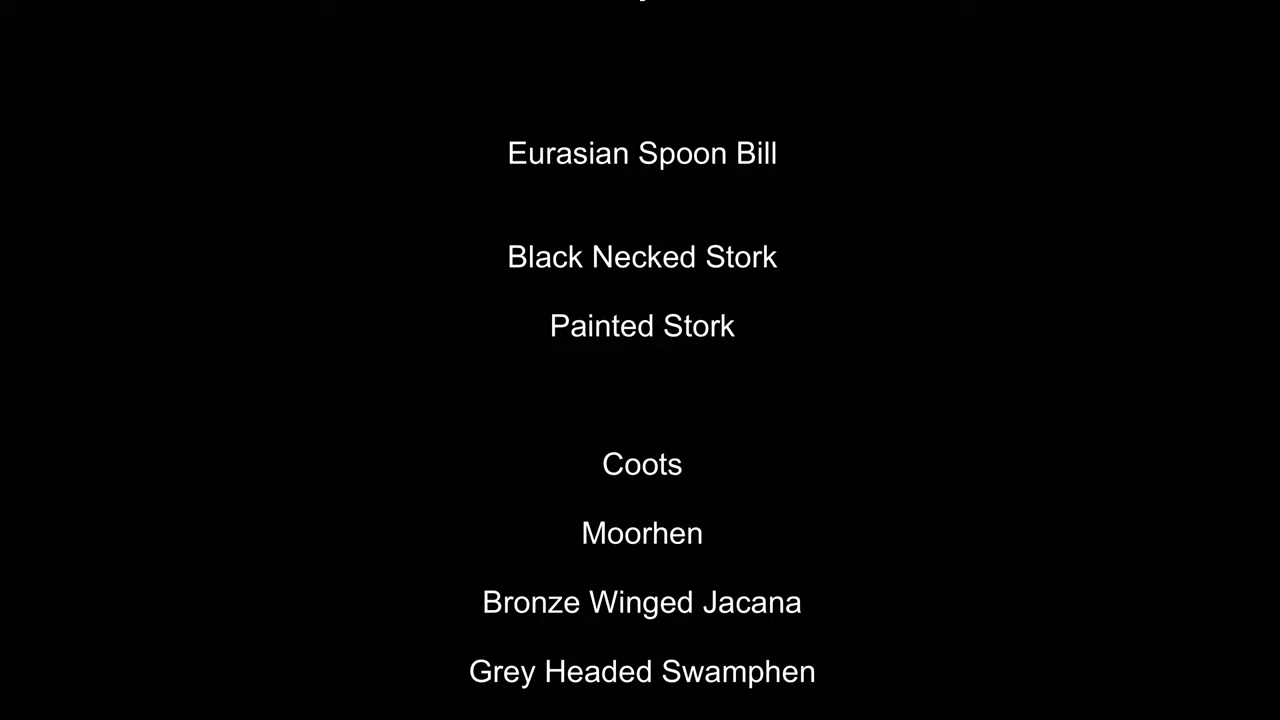 Eurasian Spoon Bill
Black Necked Stork
Painted Stork
Coots
Moorhen
Bronze Winged Jacana
Grey Headed Swamphen